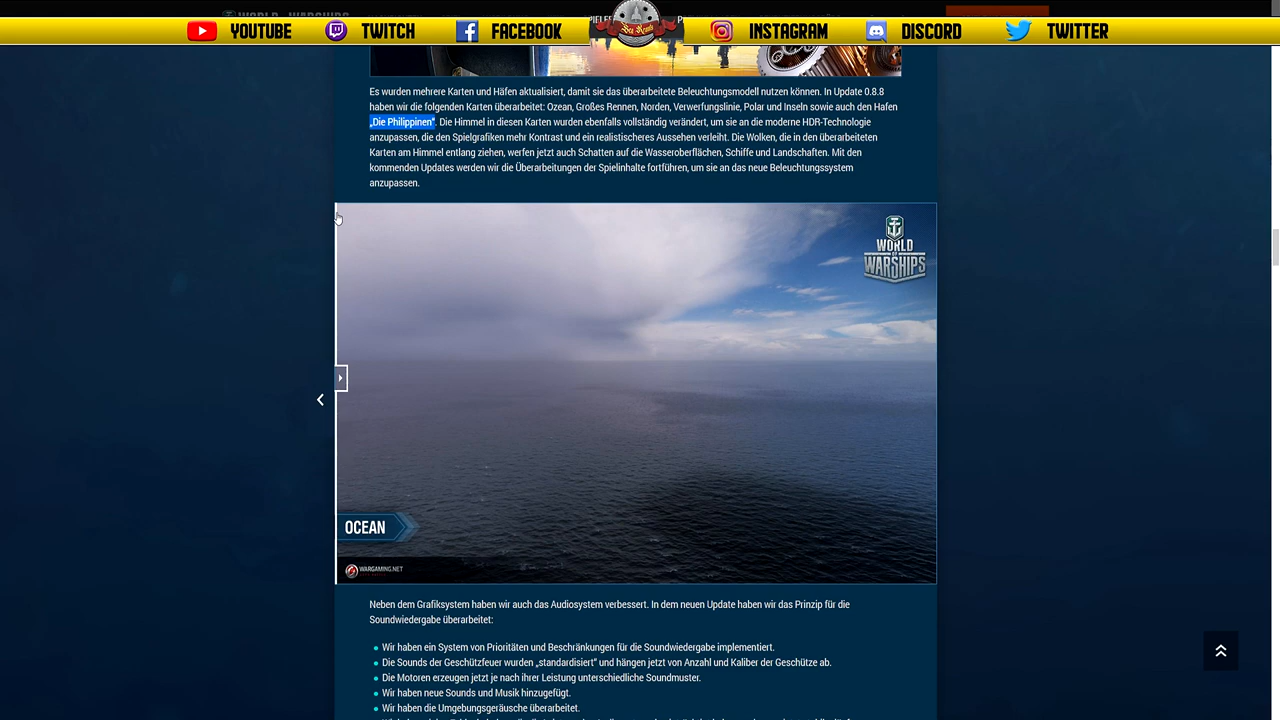 YOUTUBE TWITCH FACEBOOK INSTAGRAM DISCORD TWITTER
Es wurden mehrere Karten und Häfen aktualisiert, damit sie das überarbeitete Beleuchtungsmodell nutzen können. In Update 0.8.8
haben wir die folgenden Karten überarbeitet: Ozean, Großes Rennen, Norden, Verwerfungslinie, Polar und Inseln sowie auch den Hafen
„Die Philippinen“. Die Himmel in diesen Karten wurden ebenfalls vollständig verändert, um sie an die moderne HDR-Technologie
anzupassen, die den Spielgrafiken mehr Kontrast und ein realistischeres Aussehen verleiht. Die Wolken, die in den überarbeiteten
Karten am Himmel entlang ziehen, werfen jetzt auch Schatten auf die Wasseroberflächen, Schiffe und Landschaften. Mit den
kommenden Updates werden wir die Überarbeitungen der Spielinhalte fortführen, um sie an das neue Beleuchtungssystem
anzupassen.
WORLD
OF
WARSHIPS
OCEAN
WARGAMING.NET
Neben dem Grafiksystem haben wir auch das Audiosystem verbessert. In dem neuen Update haben wir das Prinzip für die
Soundwiedergabe überarbeitet:
Wir haben ein System von Prioritäten und Beschränkungen für die Soundwiedergabe implementiert.
Die Sounds der Geschützfeuer wurden „standardisiert“ und hängen jetzt von Anzahl und Kaliber der Geschütze ab.
Die Motoren erzeugen jetzt je nach ihrer Leistung unterschiedliche Soundmuster.
Wir haben neue Sounds und Musik hinzugefügt.
Wir haben die Umgebungsgeräusche überarbeitet.